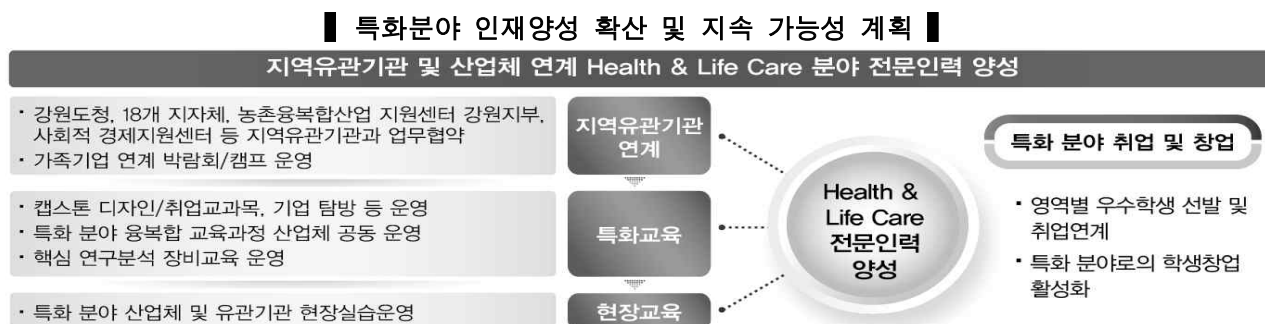 ▌특화분야 인재양성 확산 및 지속 가능성 계획▐
지역유관기관 및 산업체 연계 Health & Life Care 분야 전문인력 양성
· 강원도청, 18개 지자체, 농촌융복합산업 지원센터 강원지부,
사회적 경제지원센터 등 지역유관기관과 업무협약
· 가족기업 연계 박람회/캠프 운영
지역유관기관
연계
· 캡스톤 디자인/취업교과목, 기업 탐방 등 운영
· 특화 분야 융복합 교육과정 산업체 공동 운영
· 핵심 연구분석 장비교육 운영
특화교육
· 특화 분야 산업체 및 유관기관 현장실습운영
현장교육
Health &
Life Care
전문인력
양성
특화 분야 취업 및 창업
· 영역별 우수학생 선발 및
취업연계
· 특화 분야로의 학생창업
활성화